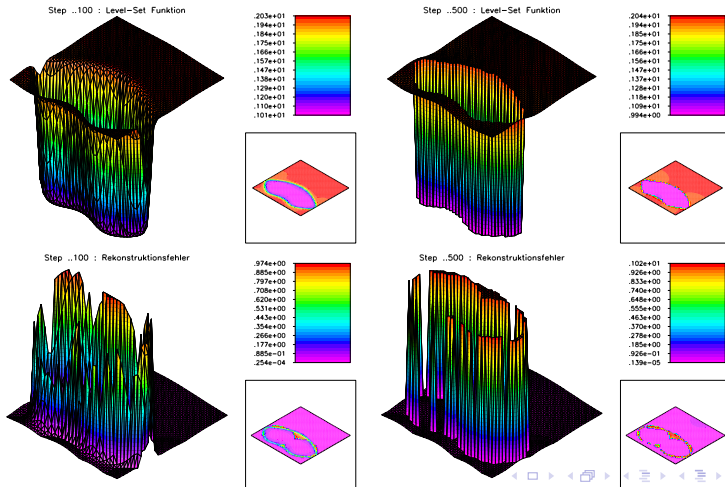 Step ..100 : Level-Set Funktion
.203e+01
.194e+01
.184e+01
.175e+01
.166e+01
.157e+01
.147e+01
.138e+01
.129e+01
.120e+01
.110e+01
.101e+01
Step ..500 : Level-Set Funktion
.204e+01
.194e+01
.185e+01
.175e+01
.166e+01
.156e+01
.147e+01
.137e+01
.128e+01
.118e+01
.109e+01
.994e+00
Step ..100 : Rekonstruktionsfehler
.974e+00
.885e+00
.797e+00
.708e+00
.620e+00
.531e+00
.443e+00
.354e+00
.266e+00
.177e+00
.885e-01
.254e-04
Step ..500 : Rekonstruktionsfehler
.102e+01
.926e+00
.833e+00
.740e+00
.648e+00
.555e+00
.463e+00
.370e+00
.278e+00
.185e+00
.926e-01
.139e-05